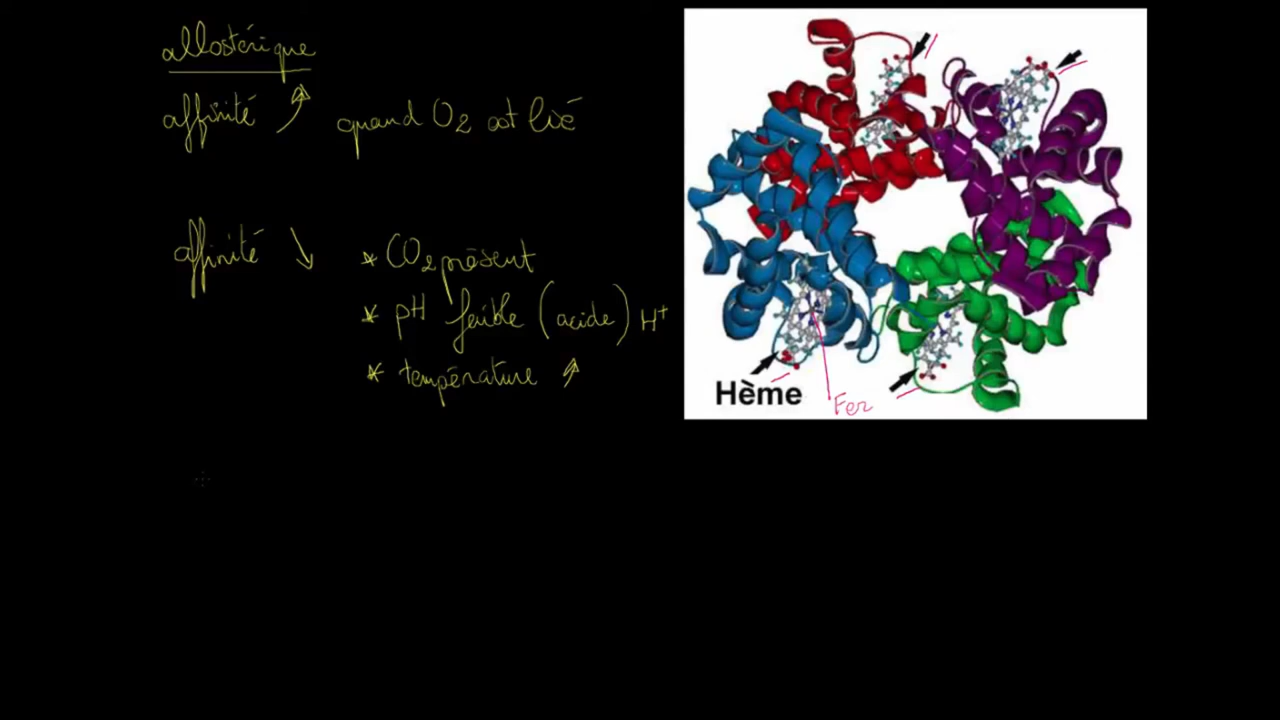 allostérique
affinité ↗ quand O2 est lié
affinité ↘ * CO2 présent
* pH faible (acide) H+
* température ↗
Hème
Fer